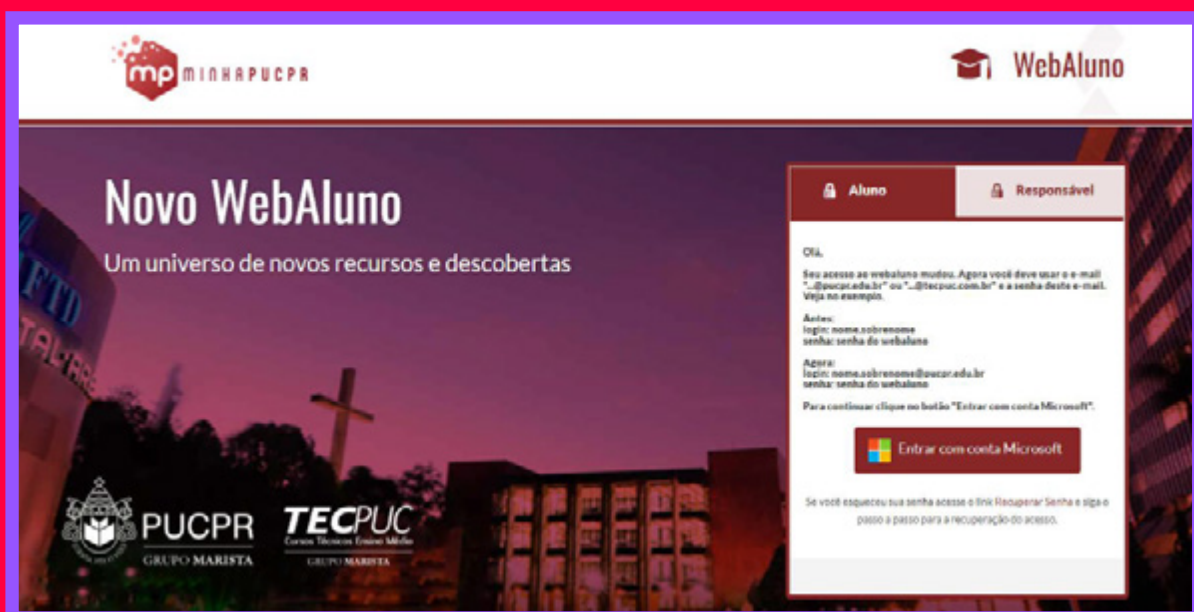 mp MINHAPUCPR
WebAluno
Novo WebAluno
Um universo de novos recursos e descobertas
FTD
Aluno
Responsável
Olá,
Seu acesso ao webaluno mudou. Agora você deve usar o e-mail
"...@pucpr.edu.br" ou "...@tecpuc.com.br" e a senha deste e-mail.
Veja no exemplo.
Antes:
login: nome.sobrenome
senha: senha do webaluno
Agora:
login: nome.sobrenome@pucpr.edu.br
senha: senha do webaluno
Para continuar clique no botão "Entrar com conta Microsoft".
Entrar com conta Microsoft
Se você esqueceu sua senha acesse o link Recuperar Senha e siga o
passo a passo para a recuperação do acesso.
PUCPR
GRUPO MARISTA
TECPUC
Cursos Técnicos Ensino Médio
GRUPO MARISTA